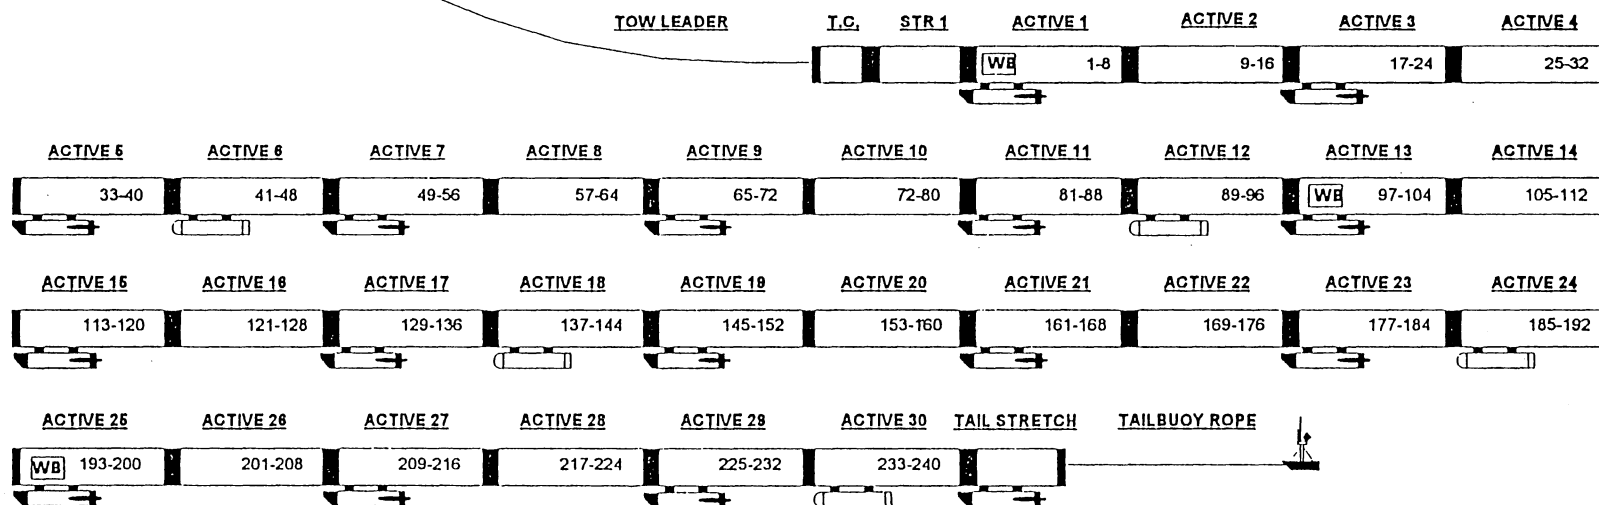 TOW LEADER T.C. STR 1 ACTIVE 1 ACTIVE 2 ACTIVE 3 ACTIVE 4
WB 1-8 9-16 17-24 25-32
ACTIVE 5 ACTIVE 6 ACTIVE 7 ACTIVE 8 ACTIVE 9 ACTIVE 10 ACTIVE 11 ACTIVE 12 ACTIVE 13 ACTIVE 14
33-40 41-48 49-56 57-64 65-72 72-80 81-88 89-96 WB 97-104 105-112
ACTIVE 15 ACTIVE 16 ACTIVE 17 ACTIVE 18 ACTIVE 19 ACTIVE 20 ACTIVE 21 ACTIVE 22 ACTIVE 23 ACTIVE 24
113-120 121-128 129-136 137-144 145-152 153-160 161-168 169-176 177-184 185-192
ACTIVE 25 ACTIVE 26 ACTIVE 27 ACTIVE 28 ACTIVE 29 ACTIVE 30 TAIL STRETCH TAILBUOY ROPE
WB 193-200 201-208 209-216 217-224 225-232 233-240